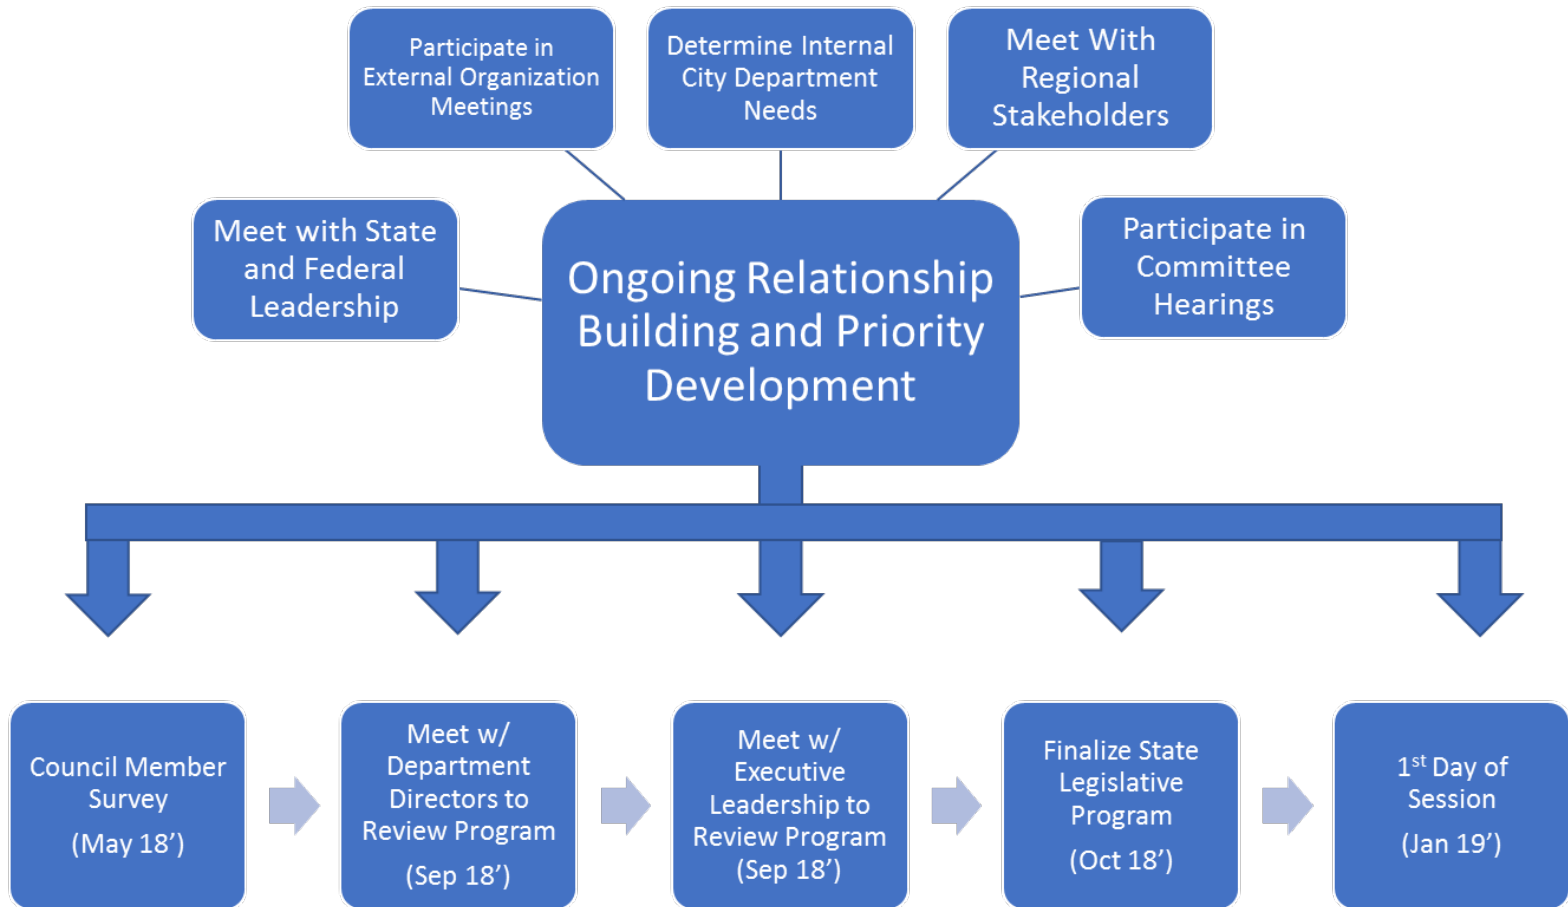 Participate in
External Organization
Meetings
Determine Internal
City Department
Needs
Meet With
Regional
Stakeholders
Meet with State
and Federal
Leadership
Ongoing Relationship
Building and Priority
Development
Participate in
Committee
Hearings
Council Member
Survey
(May 18’)
Meet w/
Department
Directors to
Review Program
(Sep 18’)
Meet w/
Executive
Leadership to
Review Program
(Sep 18’)
Finalize State
Legislative
Program
(Oct 18’)
1st Day of
Session
(Jan 19’)